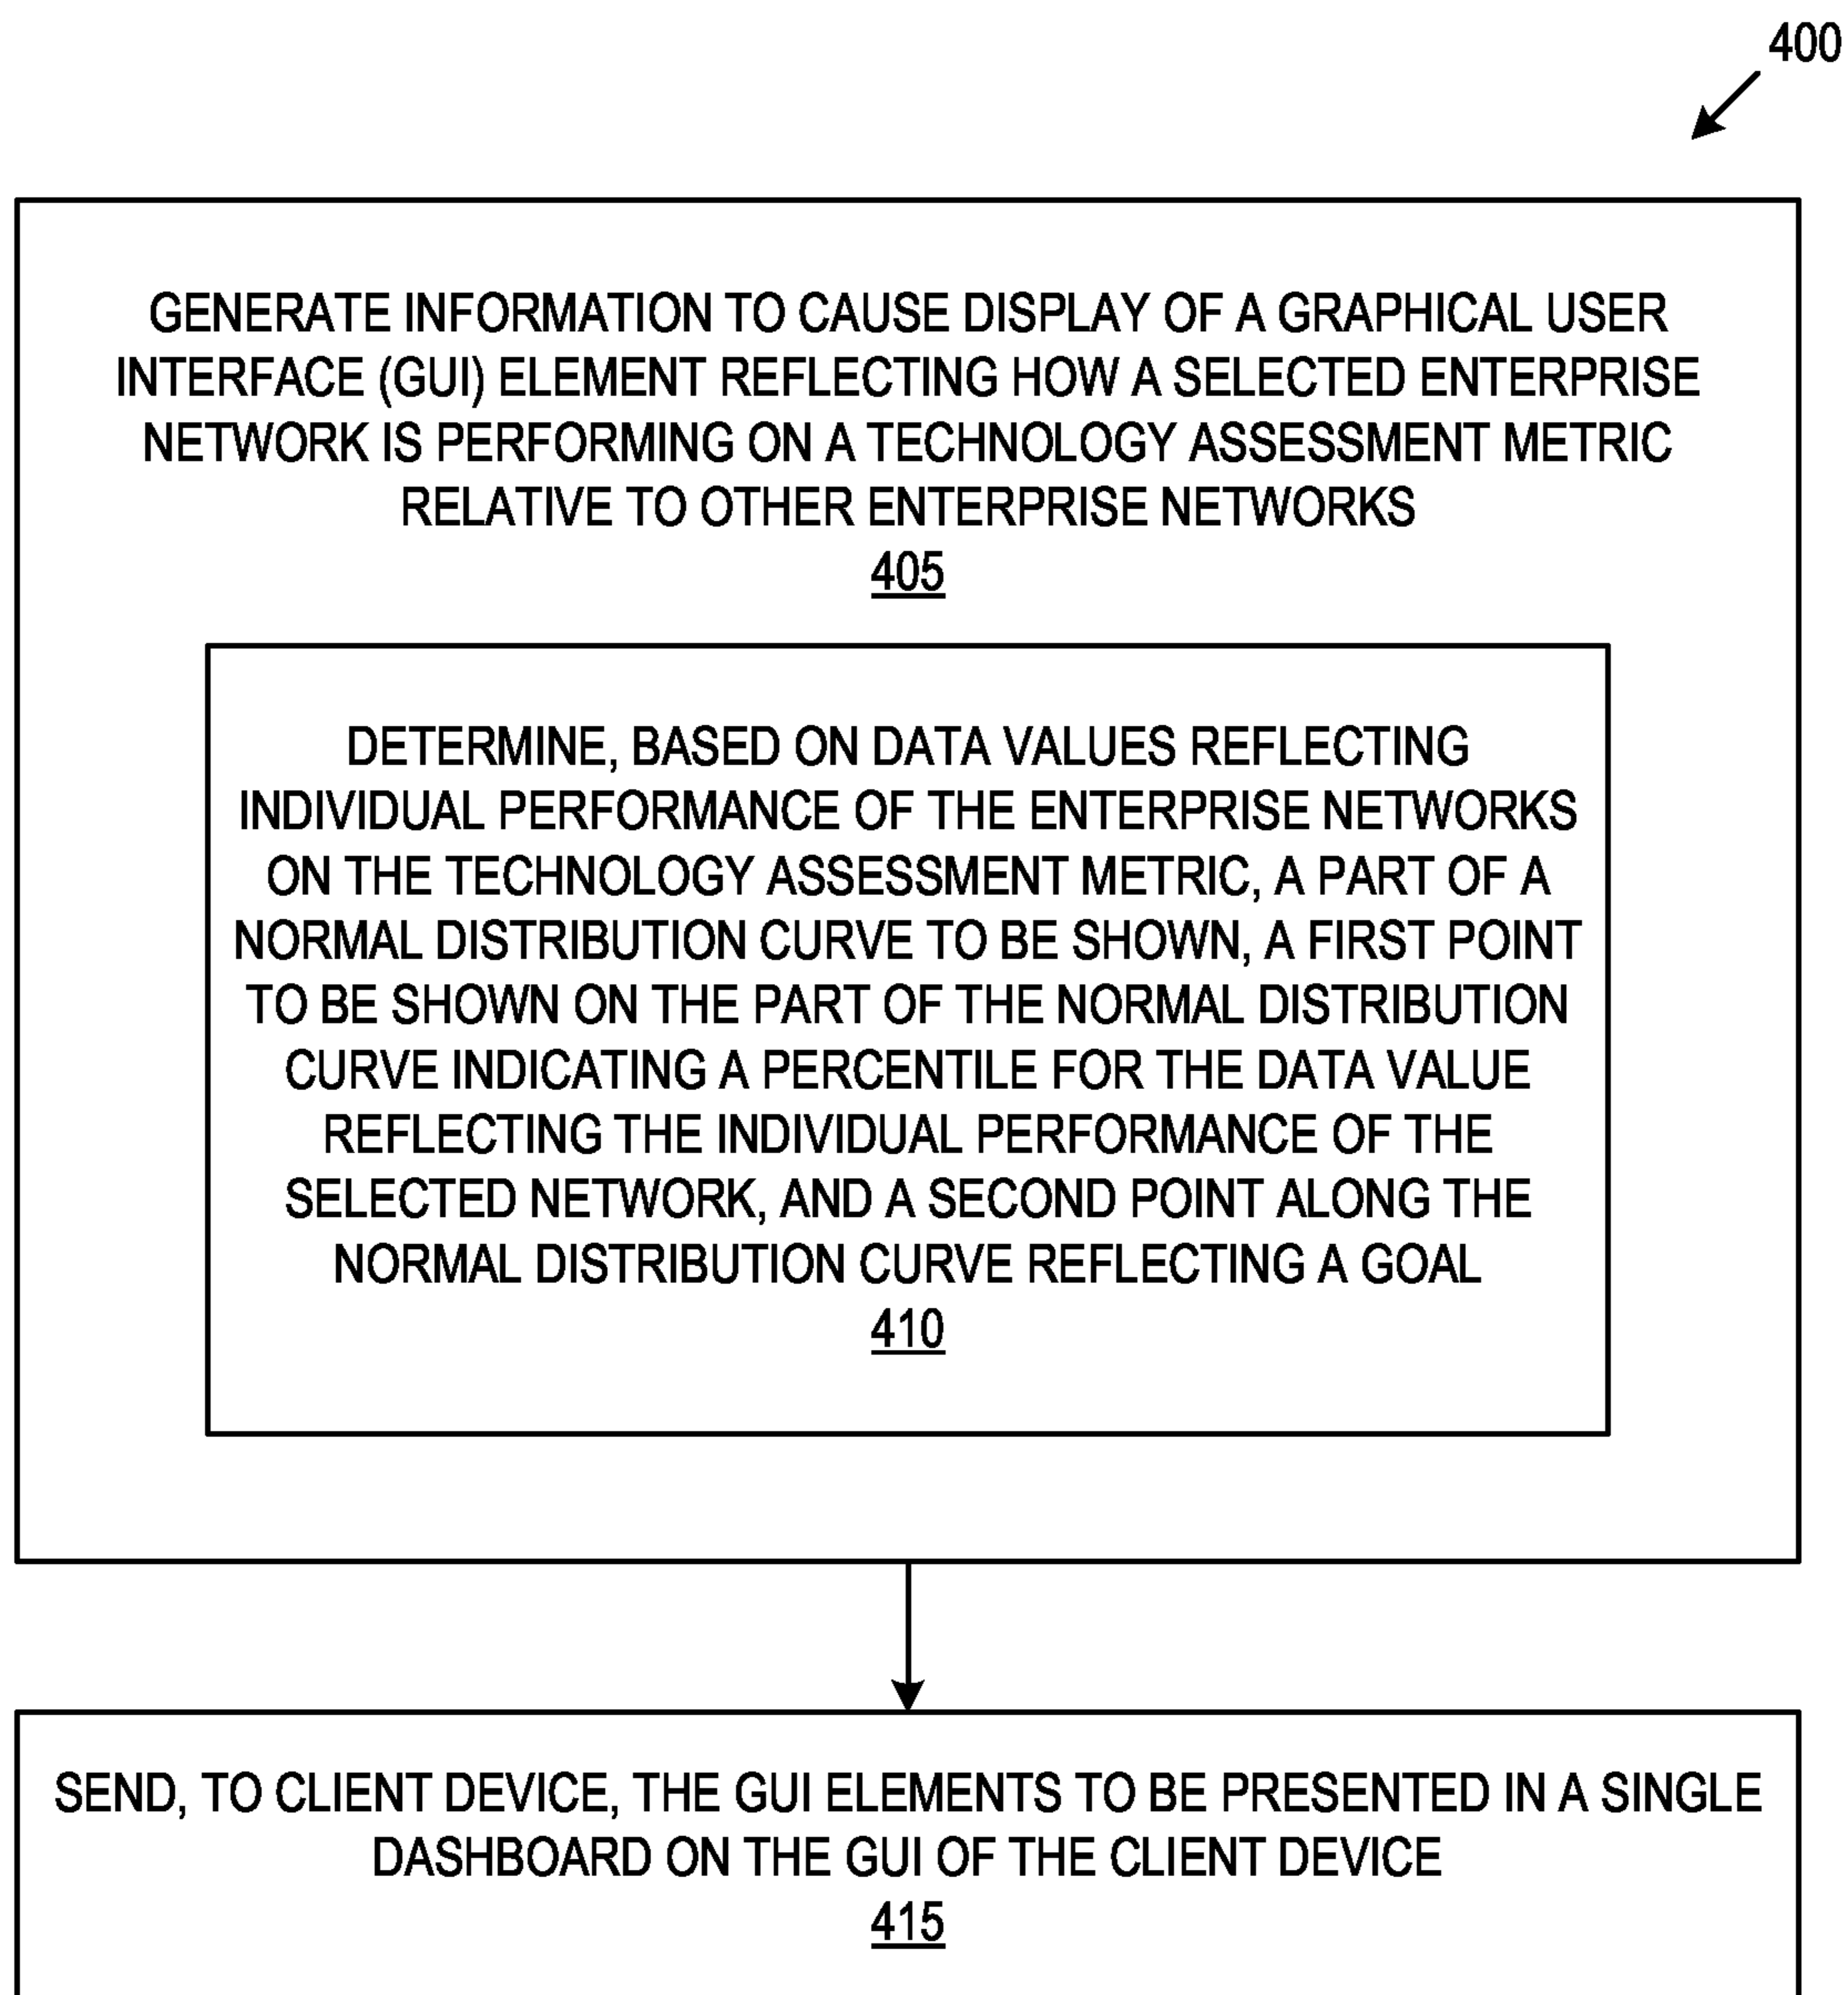 400
GENERATE INFORMATION TO CAUSE DISPLAY OF A GRAPHICAL USER
INTERFACE (GUI) ELEMENT REFLECTING HOW A SELECTED ENTERPRISE
NETWORK IS PERFORMING ON A TECHNOLOGY ASSESSMENT METRIC
RELATIVE TO OTHER ENTERPRISE NETWORKS
405
DETERMINE, BASED ON DATA VALUES REFLECTING
INDIVIDUAL PERFORMANCE OF THE ENTERPRISE NETWORKS
ON THE TECHNOLOGY ASSESSMENT METRIC, A PART OF A
NORMAL DISTRIBUTION CURVE TO BE SHOWN, A FIRST POINT
TO BE SHOWN ON THE PART OF THE NORMAL DISTRIBUTION
CURVE INDICATING A PERCENTILE FOR THE DATA VALUE
REFLECTING THE INDIVIDUAL PERFORMANCE OF THE
SELECTED NETWORK, AND A SECOND POINT ALONG THE
NORMAL DISTRIBUTION CURVE REFLECTING A GOAL
410
SEND, TO CLIENT DEVICE, THE GUI ELEMENTS TO BE PRESENTED IN A SINGLE
DASHBOARD ON THE GUI OF THE CLIENT DEVICE
415